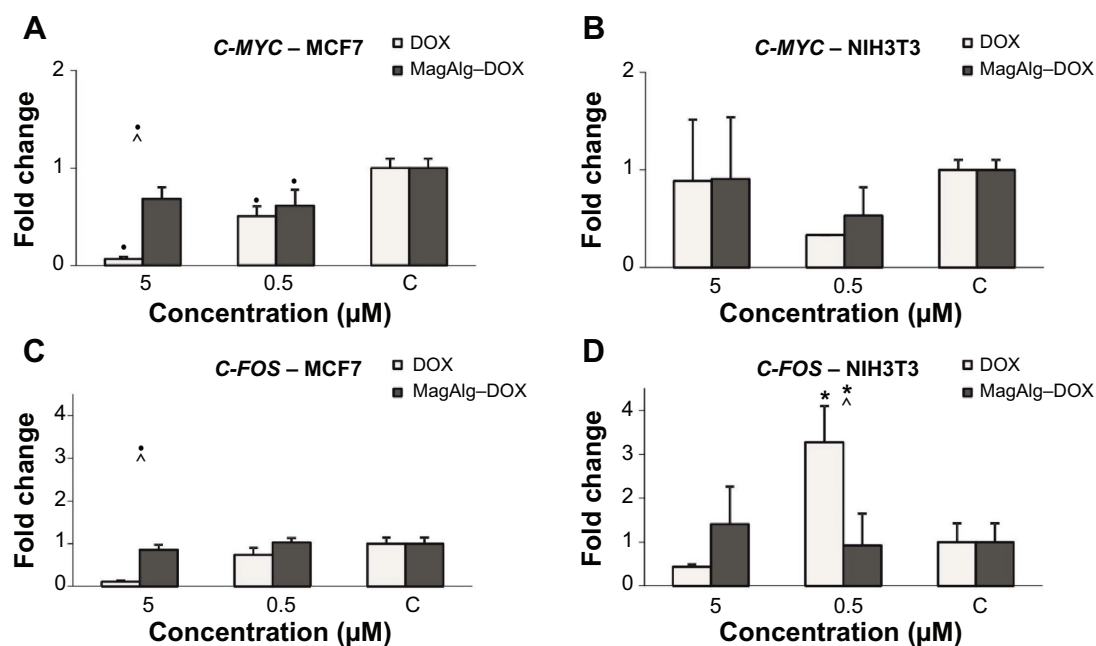 A
C-MYC – MCF7
DOX
MagAlg–DOX
Fold change
2
1
0
•
^
•
•
•
5 0.5 C
Concentration (µM)
B
C-MYC – NIH3T3
DOX
MagAlg–DOX
Fold change
2
1
0
5 0.5 C
Concentration (µM)
C
C-FOS – MCF7
DOX
MagAlg–DOX
Fold change
4
3
2
1
0
•
^
5 0.5 C
Concentration (µM)
D
C-FOS – NIH3T3
DOX
MagAlg–DOX
Fold change
4
3
2
1
0
* *
^
5 0.5 C
Concentration (µM)